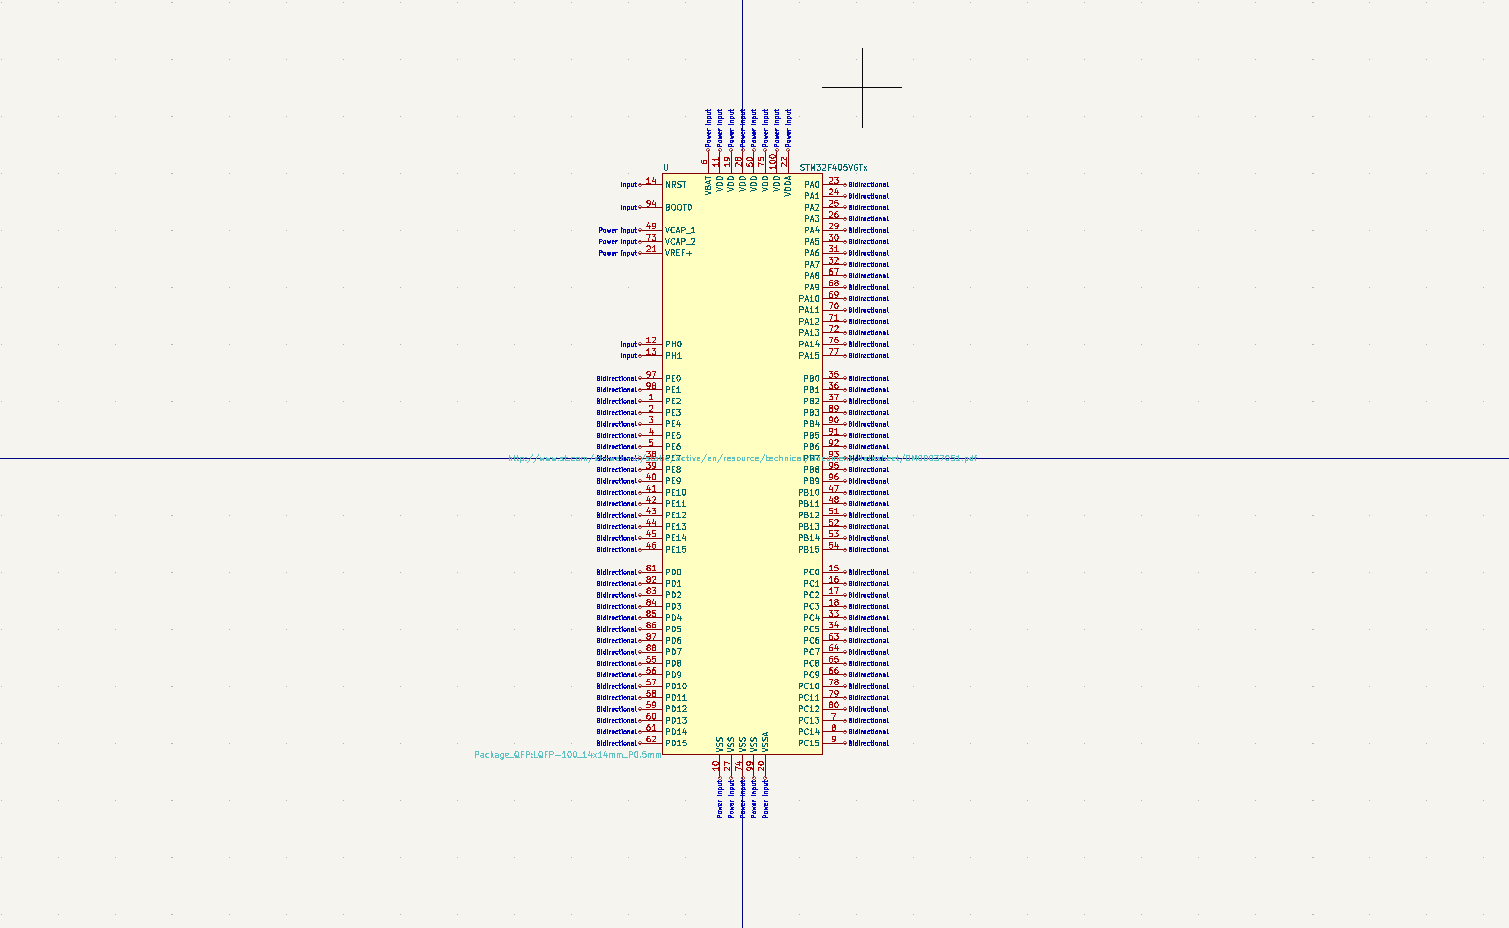 Power Input Power Input Power Input Power Input Power Input Power Input Power Input Power Input
6 11 19 28 50 75 100 22
U STM32F405VGTx
VBAT VDD VDD VDD VDD VDD VDD VDDA
Input 14 NRST PA0 23 Bidirectional
PA1 24 Bidirectional
Input 94 BOOT0 PA2 25 Bidirectional
PA3 26 Bidirectional
Power Input 49 VCAP_1 PA4 29 Bidirectional
Power Input 73 VCAP_2 PA5 30 Bidirectional
Power Input 21 VREF+ PA6 31 Bidirectional
PA7 32 Bidirectional
PA8 67 Bidirectional
PA9 68 Bidirectional
PA10 69 Bidirectional
PA11 70 Bidirectional
PA12 71 Bidirectional
PA13 72 Bidirectional
Input 12 PH0 PA14 76 Bidirectional
Input 13 PH1 PA15 77 Bidirectional
Bidirectional 97 PE0 PB0 35 Bidirectional
Bidirectional 98 PE1 PB1 36 Bidirectional
Bidirectional 1 PE2 PB2 37 Bidirectional
Bidirectional 2 PE3 PB3 89 Bidirectional
Bidirectional 3 PE4 PB4 90 Bidirectional
Bidirectional 4 PE5 PB5 91 Bidirectional
Bidirectional 5 PE6 PB6 92 Bidirectional
38 93
Bidirectional 39 PE8 PB8 95 Bidirectional
Bidirectional 40 PE9 PB9 96 Bidirectional
Bidirectional 41 PE10 PB10 47 Bidirectional
Bidirectional 42 PE11 PB11 48 Bidirectional
Bidirectional 43 PE12 PB12 51 Bidirectional
Bidirectional 44 PE13 PB13 52 Bidirectional
Bidirectional 45 PE14 PB14 53 Bidirectional
Bidirectional 46 PE15 PB15 54 Bidirectional
Bidirectional 81 PD0 PC0 15 Bidirectional
Bidirectional 82 PD1 PC1 16 Bidirectional
Bidirectional 83 PD2 PC2 17 Bidirectional
Bidirectional 84 PD3 PC3 18 Bidirectional
Bidirectional 85 PD4 PC4 33 Bidirectional
Bidirectional 86 PD5 PC5 34 Bidirectional
Bidirectional 87 PD6 PC6 63 Bidirectional
Bidirectional 88 PD7 PC7 64 Bidirectional
Bidirectional 55 PD8 PC8 65 Bidirectional
Bidirectional 56 PD9 PC9 66 Bidirectional
Bidirectional 57 PD10 PC10 78 Bidirectional
Bidirectional 58 PD11 PC11 79 Bidirectional
Bidirectional 59 PD12 PC12 80 Bidirectional
Bidirectional 60 PD13 PC13 7 Bidirectional
Bidirectional 61 PD14 PC14 8 Bidirectional
Bidirectional 62 PD15 PC15 9 Bidirectional
VSS VSS VSS VSS VSSA
Package_QFP:LQFP-100_14x14mm_P0.5mm
10 27 74 99 20
Power Input Power Input Power Input Power Input Power Input